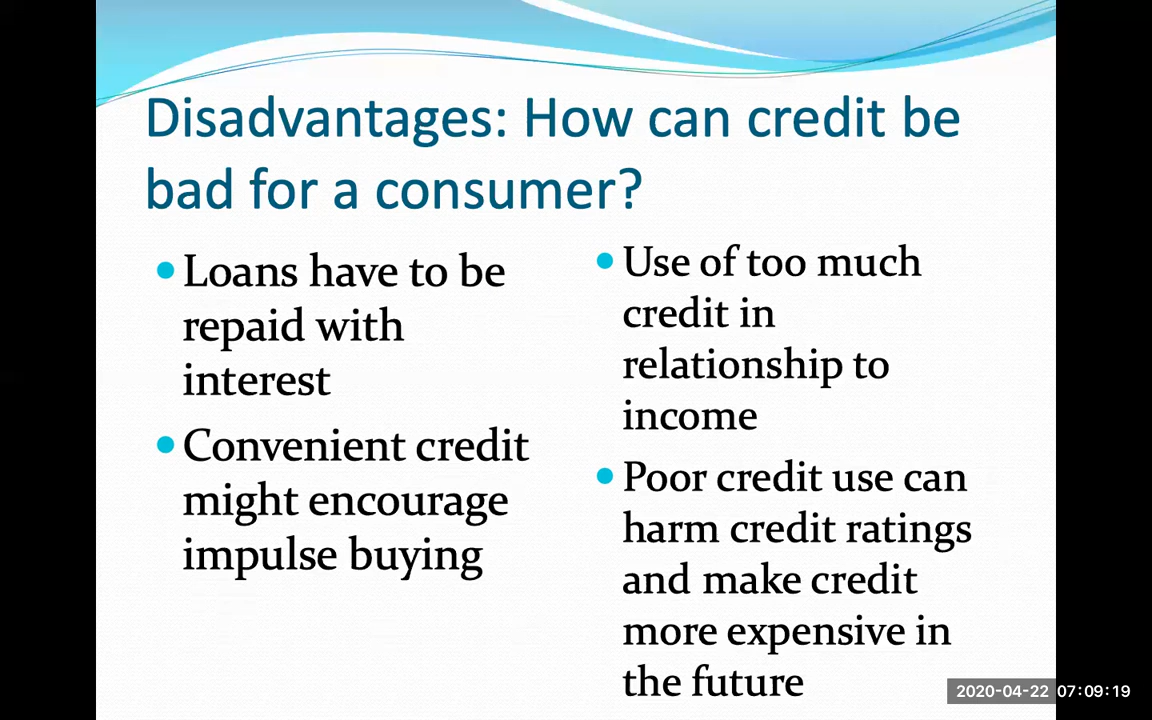 Disadvantages: How can credit be
bad for a consumer?
Loans have to be
repaid with
interest
Convenient credit
might encourage
impulse buying
Use of too much
credit in
relationship to
income
Poor credit use can
harm credit ratings
and make credit
more expensive in
the future
2020-04-22 07:09:19